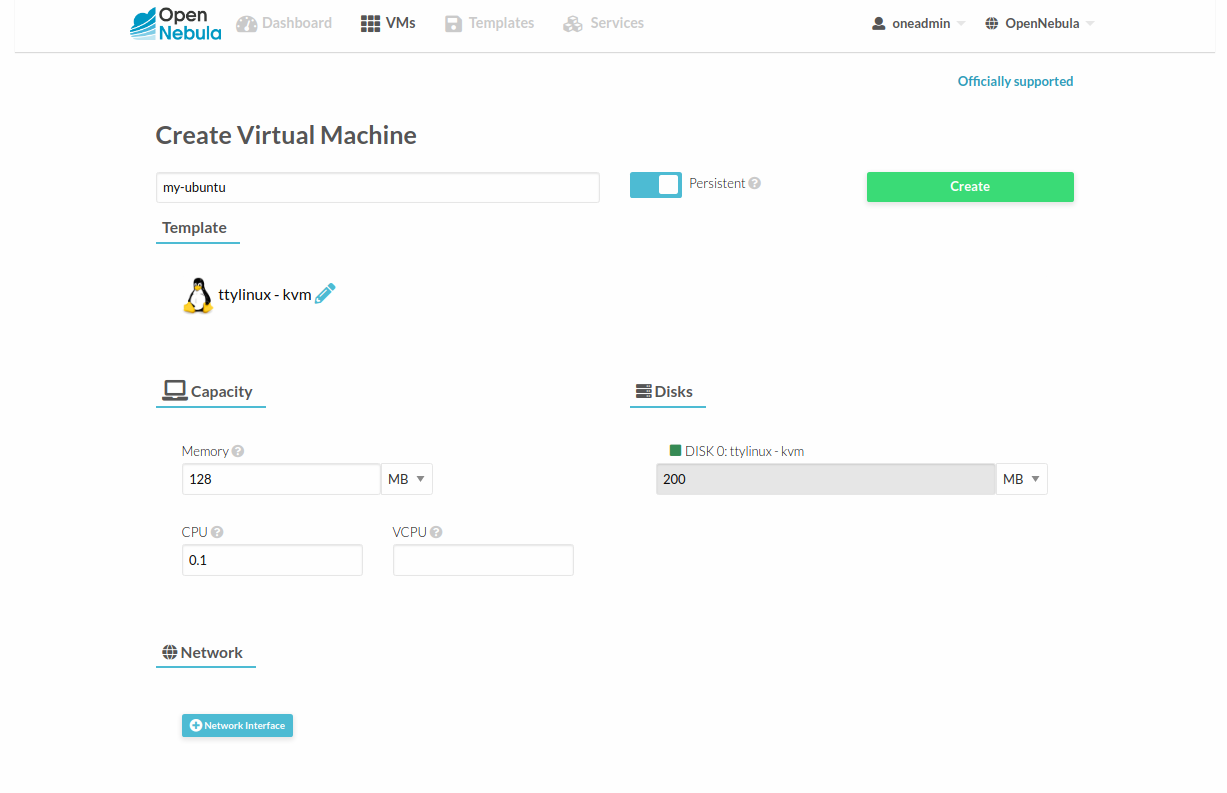 Open Nebula Dashboard VMs Templates Services oneadmin OpenNebula
Officially supported
Create Virtual Machine
my-ubuntu Persistent Create
Template
ttylinux - kvm
Capacity Disks
Memory DISK 0: ttylinux - kvm
128 MB 200 MB
CPU VCPU
0.1
Network
Network Interface